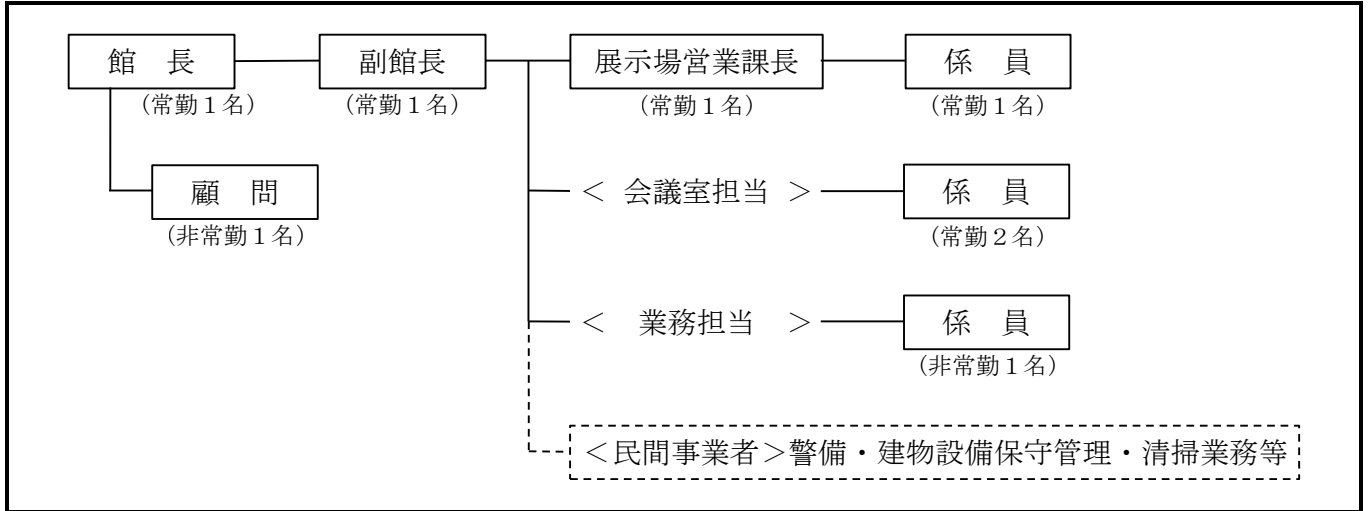 館　長　副館長　展示場営業課長　係　員
（常勤１名）　（常勤１名）　（常勤１名）　（常勤１名）
顧　問　＜ 会議室担当 ＞　係　員
（非常勤１名）　（常勤２名）
＜　業務担当　＞　係　員
（非常勤１名）
＜民間事業者＞警備・建物設備保守管理・清掃業務等